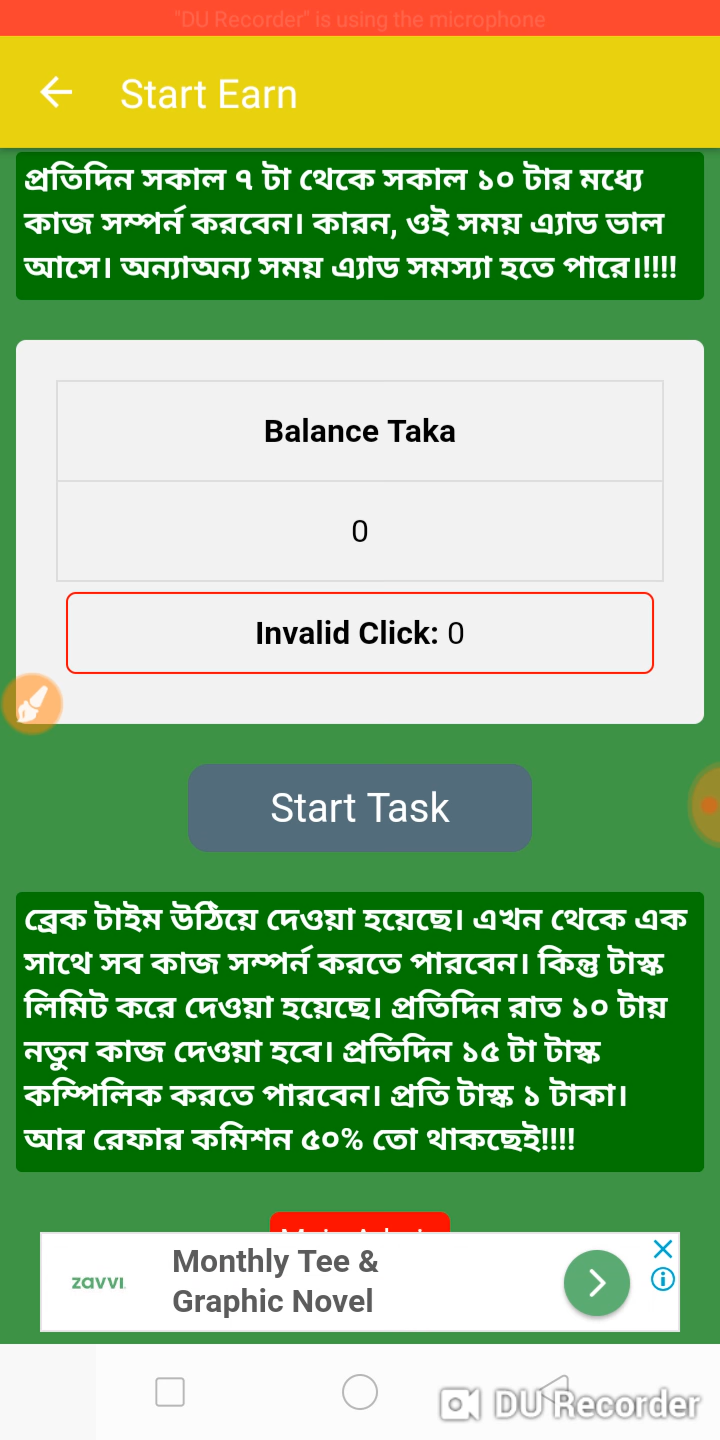 "DU Recorder" is using the microphone
Start Earn
প্রতিদিন সকাল ৭ টা থেকে সকাল ১০ টার মধ্যে
কাজ সম্পর্ন করবেন। কারন, ওই সময় এ্যাড ভাল
আসে। অন্যাঅন্য সময় এ্যাড সমস্যা হতে পারে।!!!!
Balance Taka
0
Invalid Click: 0
Start Task
ব্রেক টাইম উঠিয়ে দেওয়া হয়েছে। এখন থেকে এক
সাথে সব কাজ সম্পর্ন করতে পারবেন। কিন্তু টাস্ক
লিমিট করে দেওয়া হয়েছে। প্রতিদিন রাত ১০ টায়
নতুন কাজ দেওয়া হবে। প্রতিদিন ১৫ টা টাস্ক
কম্পিলিক করতে পারবেন। প্রতি টাস্ক ১ টাকা।
আর রেফার কমিশন ৫০% তো থাকছেই!!!!
zavvi
Monthly Tee &
Graphic Novel
DU Recorder